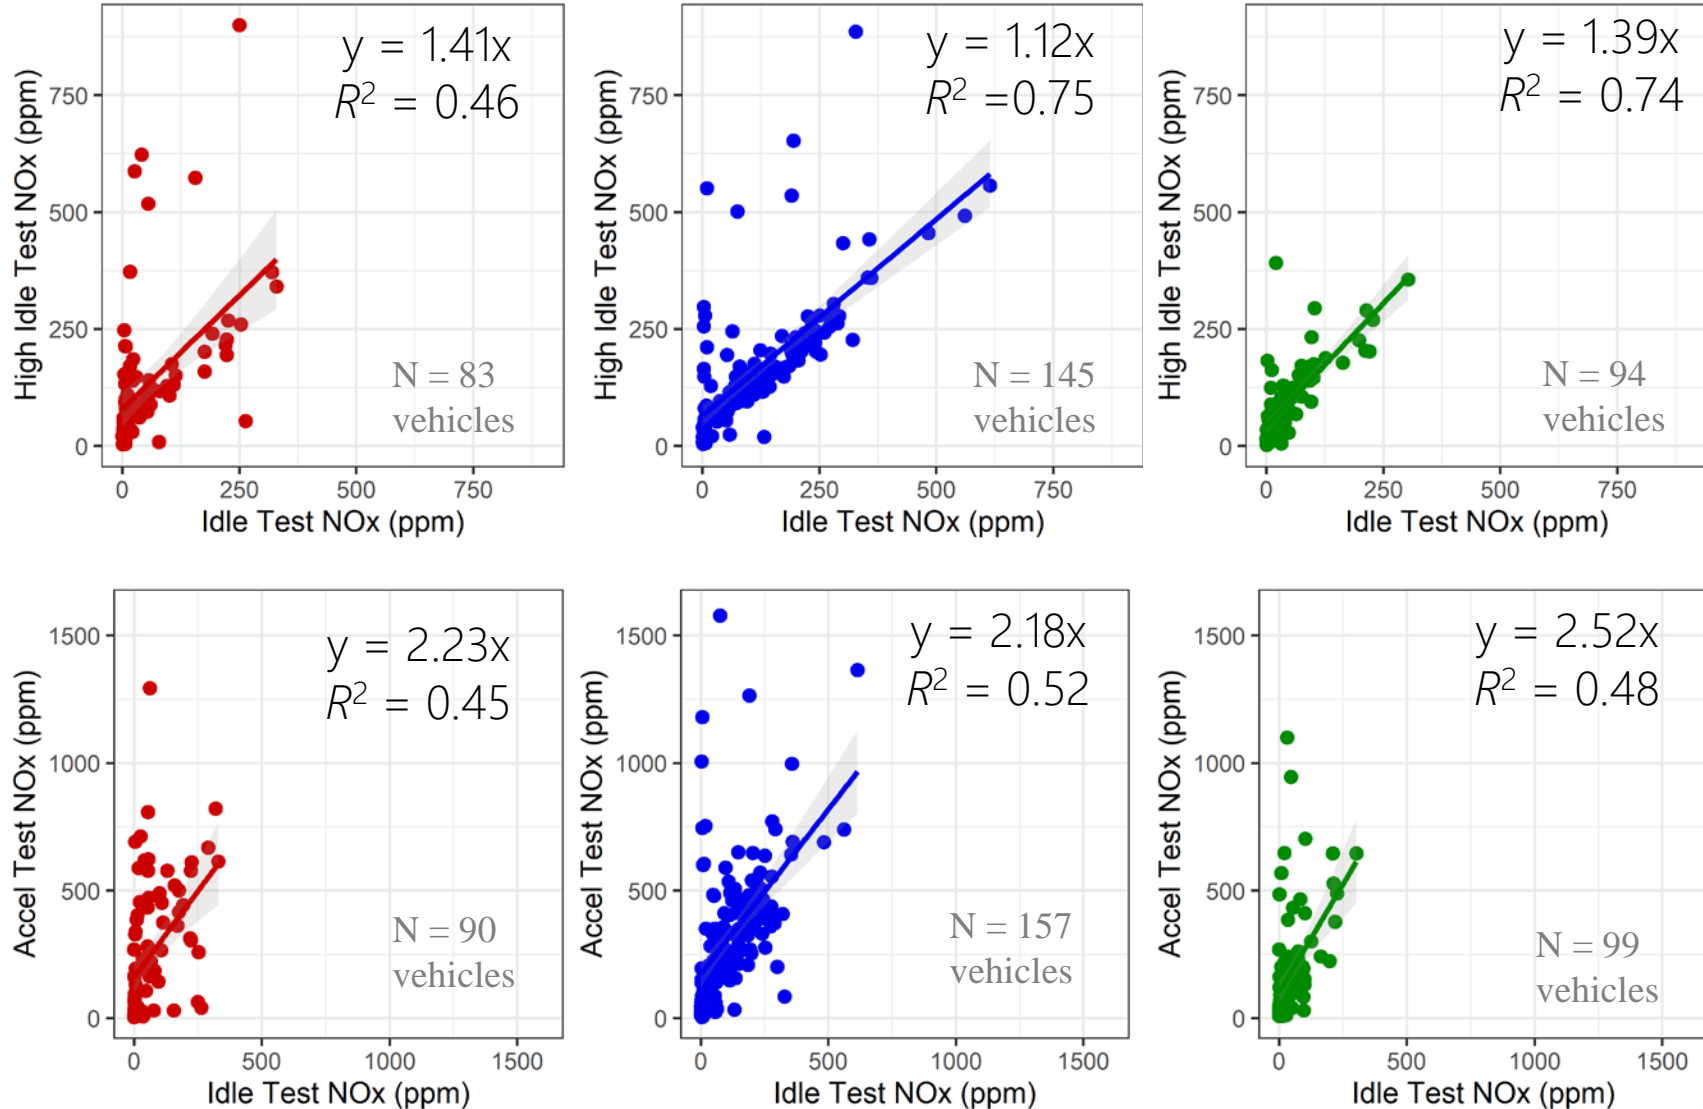 y = 1.41x
R² = 0.46
N = 83
vehicles
High Idle Test NOx (ppm)
750
500
250
0
0 250 500 750
Idle Test NOx (ppm)
y = 1.12x
R² =0.75
N = 145
vehicles
High Idle Test NOx (ppm)
750
500
250
0
0 250 500 750
Idle Test NOx (ppm)
y = 1.39x
R² = 0.74
N = 94
vehicles
High Idle Test NOx (ppm)
750
500
250
0
0 250 500 750
Idle Test NOx (ppm)
y = 2.23x
R² = 0.45
N = 90
vehicles
Accel Test NOx (ppm)
1500
1000
500
0
0 500 1000 1500
Idle Test NOx (ppm)
y = 2.18x
R² = 0.52
N = 157
vehicles
Accel Test NOx (ppm)
1500
1000
500
0
0 500 1000 1500
Idle Test NOx (ppm)
y = 2.52x
R² = 0.48
N = 99
vehicles
Accel Test NOx (ppm)
1500
1000
500
0
0 500 1000 1500
Idle Test NOx (ppm)